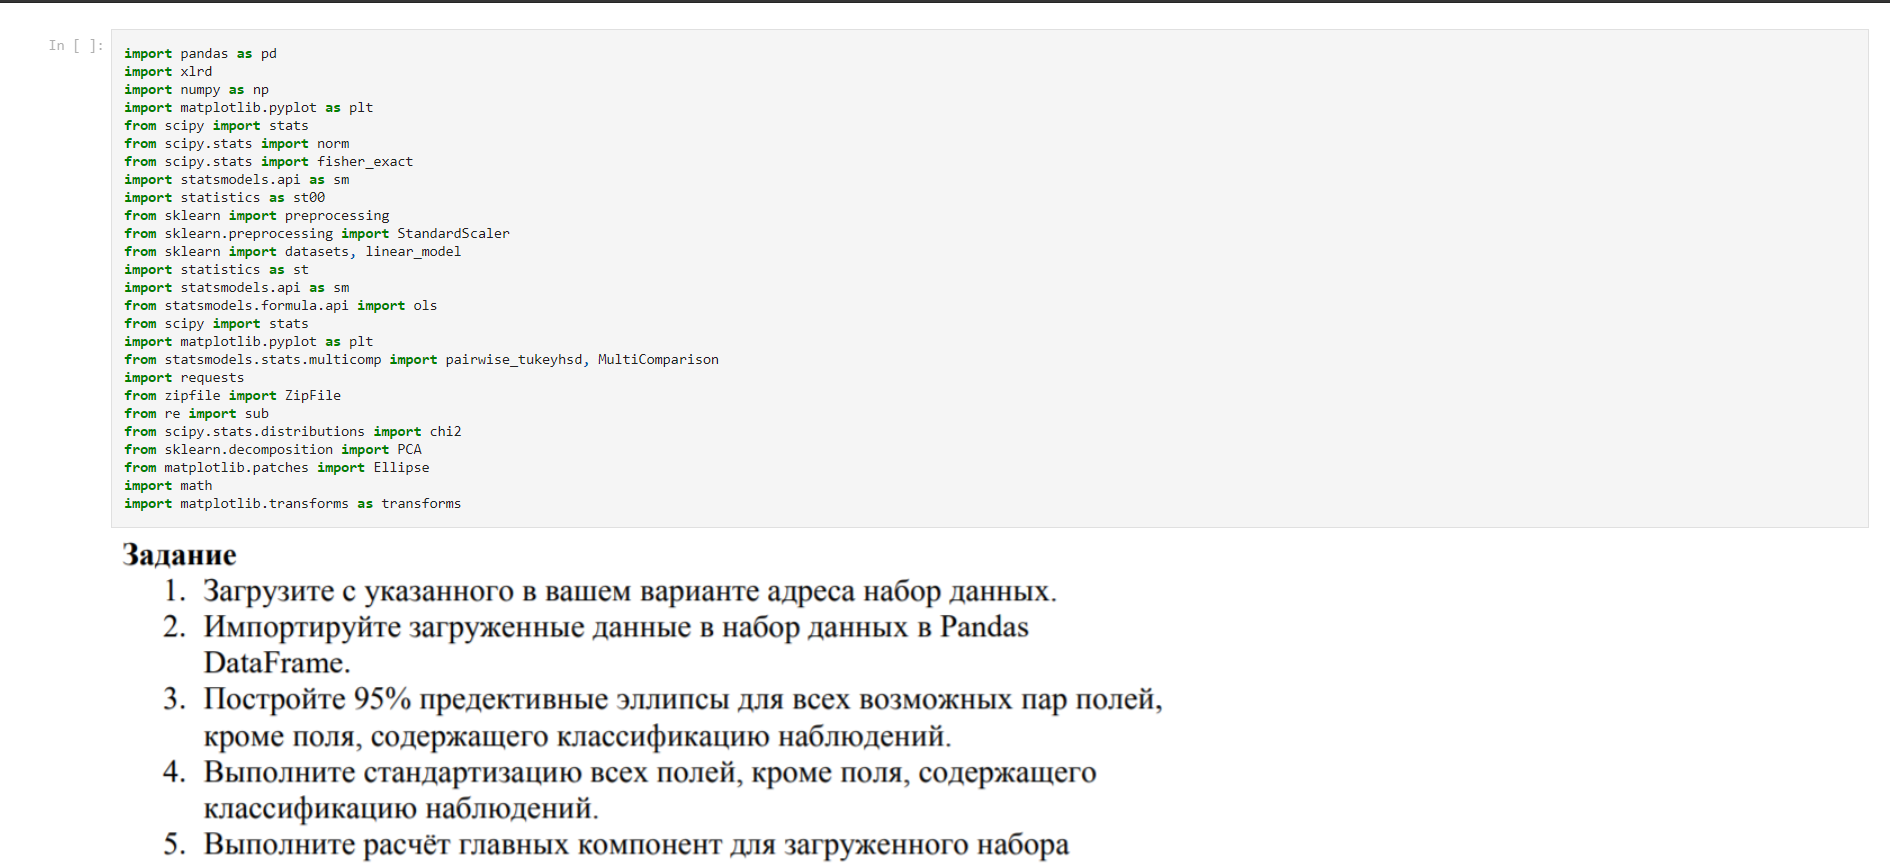 In [ ]:
import pandas as pd
import xlrd
import numpy as np
import matplotlib.pyplot as plt
from scipy import stats
from scipy.stats import norm
from scipy.stats import fisher_exact
import statsmodels.api as sm
import statistics as st00
from sklearn import preprocessing
from sklearn.preprocessing import StandardScaler
from sklearn import datasets, linear_model
import statistics as st
import statsmodels.api as sm
from statsmodels.formula.api import ols
from scipy import stats
import matplotlib.pyplot as plt
from statsmodels.stats.multicomp import pairwise_tukeyhsd, MultiComparison
import requests
from zipfile import ZipFile
from re import sub
from scipy.stats.distributions import chi2
from sklearn.decomposition import PCA
from matplotlib.patches import Ellipse
import math
import matplotlib.transforms as transforms
Задание
1. Загрузите с указанного в вашем варианте адреса набор данных.
2. Импортируйте загруженные данные в набор данных в Pandas
DataFrame.
3. Постройте 95% предективные эллипсы для всех возможных пар полей,
кроме поля, содержащего классификацию наблюдений.
4. Выполните стандартизацию всех полей, кроме поля, содержащего
классификацию наблюдений.
5. Выполните расчёт главных компонент для загруженного набора